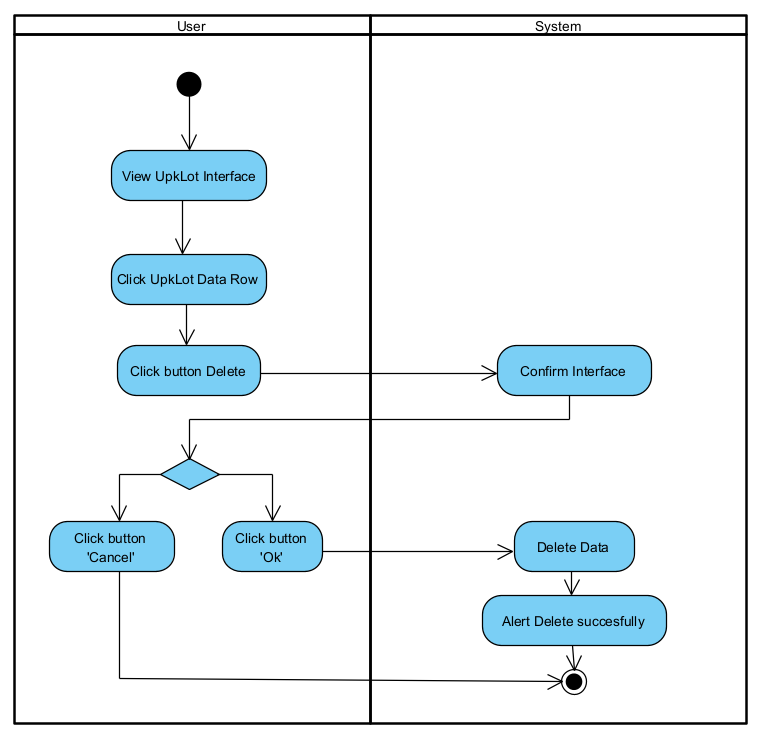 User
System
View UpkLot Interface
Click UpkLot Data Row
Click button Delete
Confirm Interface
Click button
'Cancel'
Click button
'Ok'
Delete Data
Alert Delete succesfully